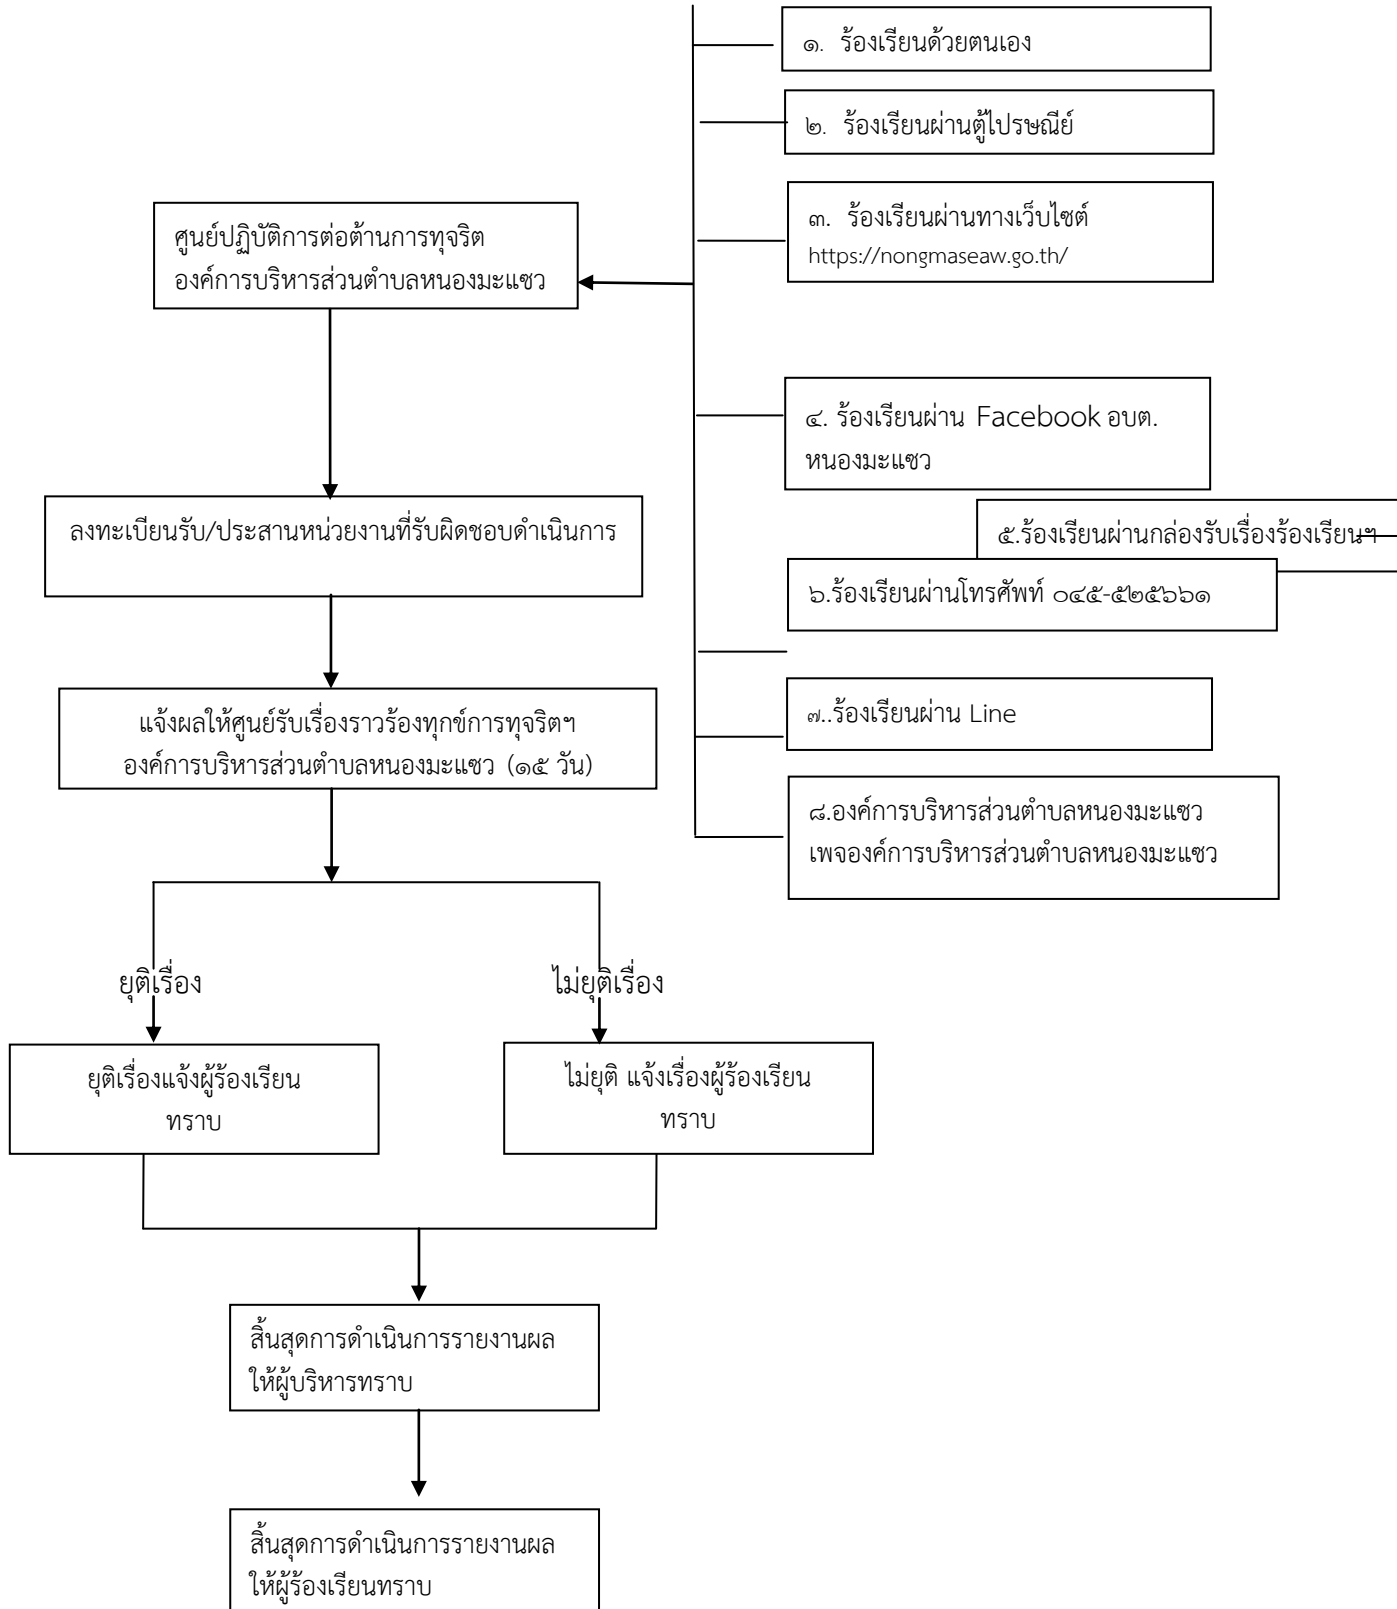 ๑. ร้องเรียนด้วยตนเอง
๒. ร้องเรียนผ่านตู้ไปรษณีย์
๓. ร้องเรียนผ่านทางเว็บไซต์
https://nongmaseaw.go.th/
ศูนย์ปฏิบัติการต่อต้านการทุจริต
องค์การบริหารส่วนตำบลหนองมะแซว
๔. ร้องเรียนผ่าน Facebook อบต.
หนองมะแซว
๕.ร้องเรียนผ่านกล่องรับเรื่องร้องเรียนฯ
ลงทะเบียนรับ/ประสานหน่วยงานที่รับผิดชอบดำเนินการ
๖.ร้องเรียนผ่านโทรศัพท์ ๐๔๕-๕๒๕๖๖๑
๗..ร้องเรียนผ่าน Line
แจ้งผลให้ศูนย์รับเรื่องราวร้องทุกข์การทุจริตฯ
องค์การบริหารส่วนตำบลหนองมะแซว (๑๕ วัน)
๘.องค์การบริหารส่วนตำบลหนองมะแซว
เพจองค์การบริหารส่วนตำบลหนองมะแซว
ยุติเรื่อง
ไม่ยุติเรื่อง
ยุติเรื่องแจ้งผู้ร้องเรียน
ทราบ
ไม่ยุติ แจ้งเรื่องผู้ร้องเรียน
ทราบ
สิ้นสุดการดำเนินการรายงานผล
ให้ผู้บริหารทราบ
สิ้นสุดการดำเนินการรายงานผล
ให้ผู้ร้องเรียนทราบ